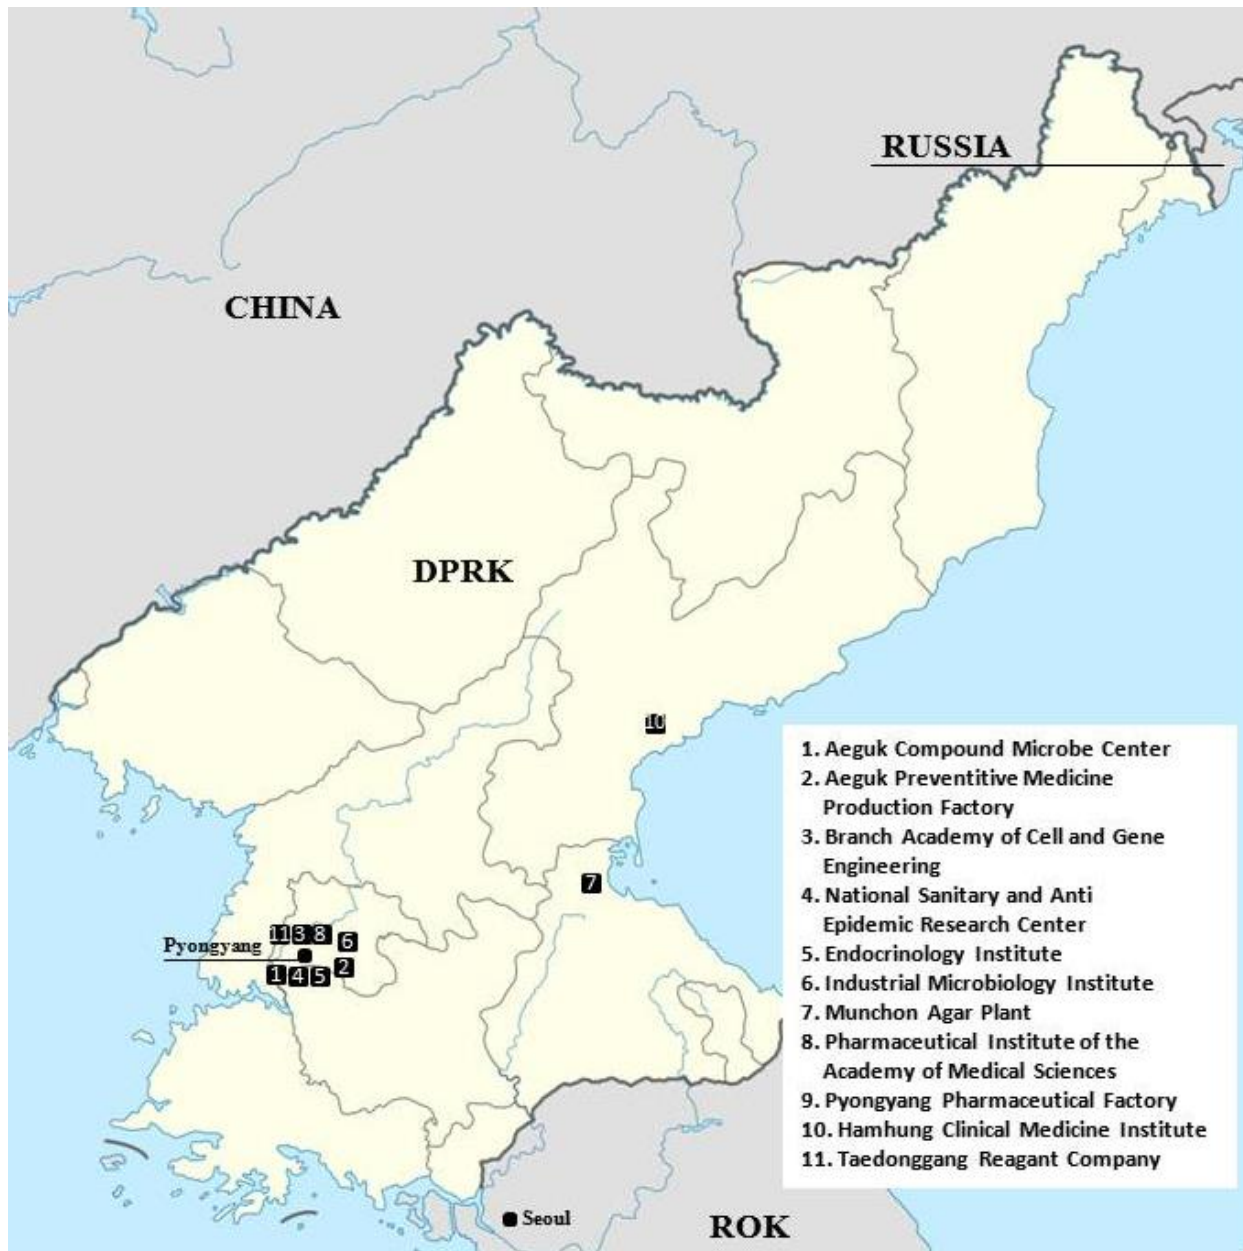 RUSSIA
CHINA
DPRK
10
1. Aeguk Compound Microbe Center
2. Aeguk Preventitive Medicine
Production Factory
3. Branch Academy of Cell and Gene
Engineering
4. National Sanitary and Anti
Epidemic Research Center
5. Endocrinology Institute
6. Industrial Microbiology Institute
7. Munchon Agar Plant
8. Pharmaceutical Institute of the
Academy of Medical Sciences
9. Pyongyang Pharmaceutical Factory
10. Hamhung Clinical Medicine Institute
11. Taedonggang Reagant Company
7
11 3 8
6
Pyongyang
2
1 4 5
Seoul
ROK